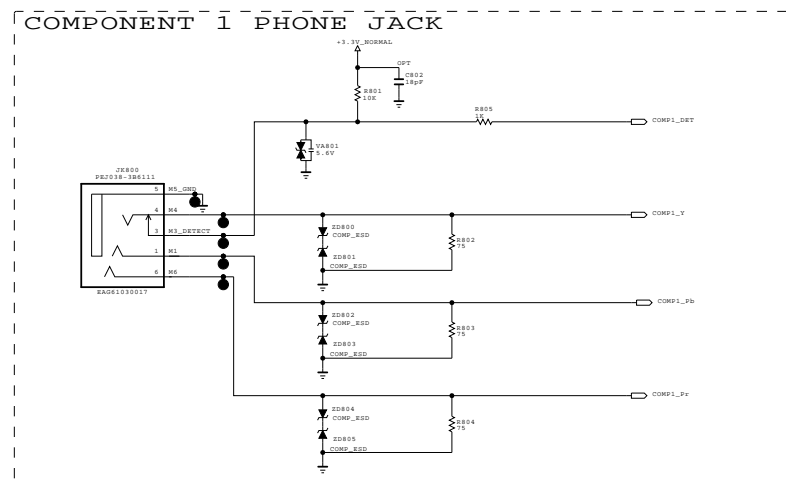 COMPONENT 1 PHONE JACK
+3.3V_NORMAL
OPT
C802
18pF
R801
10K
R805
1K
COMP1_DET
VA801
5.6V
JK800
PEJ038-3B6111
5 M5_GND
4 M4
COMP1_Y
3 M3_DETECT
ZD800
COMP_ESD
R802
75
1 M1
ZD801
COMP_ESD
6 M6
EAG61030017
COMP1_Pb
ZD802
COMP_ESD
R803
75
ZD803
COMP_ESD
COMP1_Pr
ZD804
COMP_ESD
R804
75
ZD805
COMP_ESD